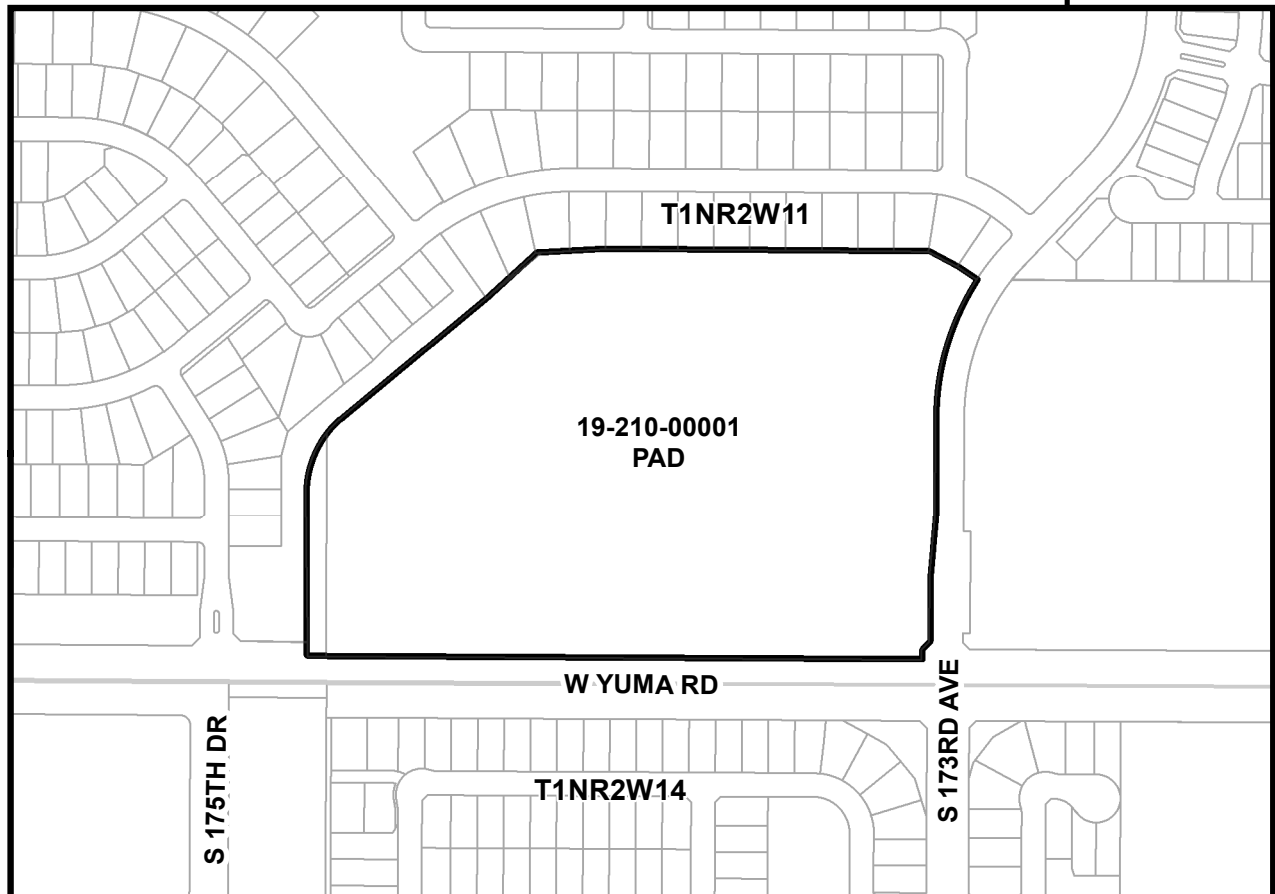 T1NR2W11
19-210-00001
PAD
W YUMA RD
S 175TH DR
S 173RD AVE
T1NR2W14